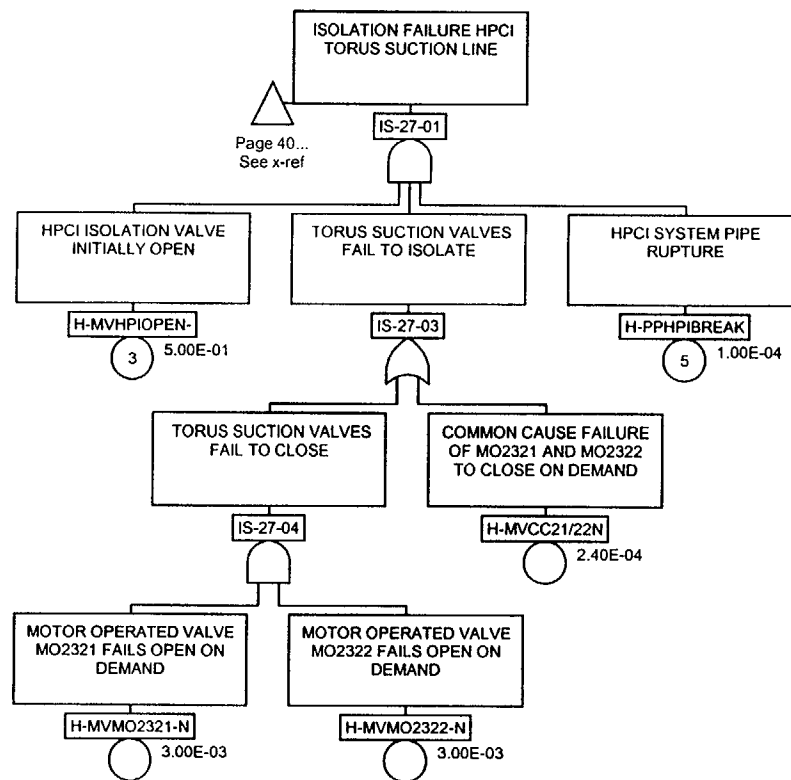 ISOLATION FAILURE HPCI
TORUS SUCTION LINE
Page 40...
See x-ref
IS-27-01
HPCI ISOLATION VALVE
INITIALLY OPEN
TORUS SUCTION VALVES
FAIL TO ISOLATE
HPCI SYSTEM PIPE
RUPTURE
H-MVHPIOPEN-
3
5.00E-01
IS-27-03
H-PPHPIBREAK
5
1.00E-04
TORUS SUCTION VALVES
FAIL TO CLOSE
COMMON CAUSE FAILURE
OF MO2321 AND MO2322
TO CLOSE ON DEMAND
IS-27-04
H-MVCC21/22N
2.40E-04
MOTOR OPERATED VALVE
MO2321 FAILS OPEN ON
DEMAND
MOTOR OPERATED VALVE
MO2322 FAILS OPEN ON
DEMAND
H-MVMO2321-N
3.00E-03
H-MVMO2322-N
3.00E-03